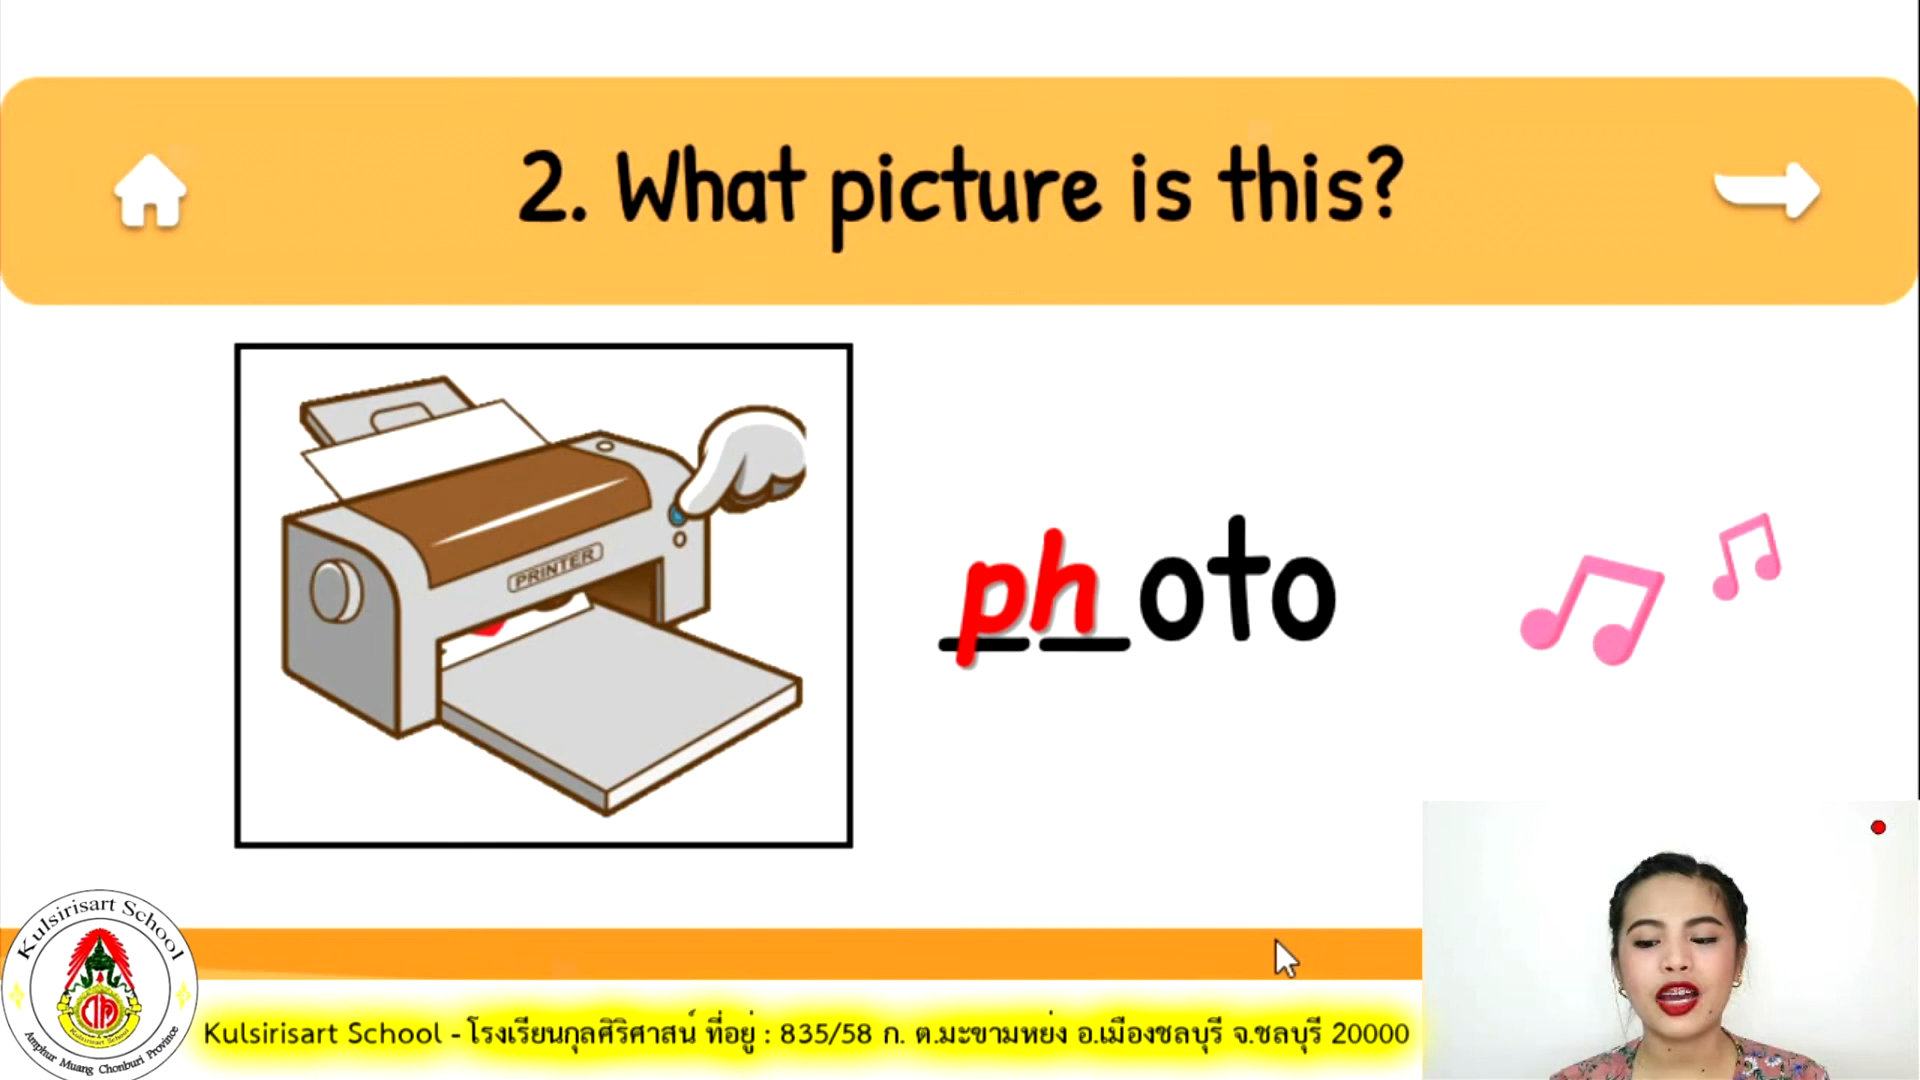 2. What picture is this?
PRINTER
photo
Kulsirisart School
Amphur Muang Chonburi Province
Kulsirisart School - โรงเรียนกุลศิริศาสน์ ที่อยู่ : 835/58 ก. ต.มะขามหย่ง อ.เมืองชลบุรี จ.ชลบุรี 20000